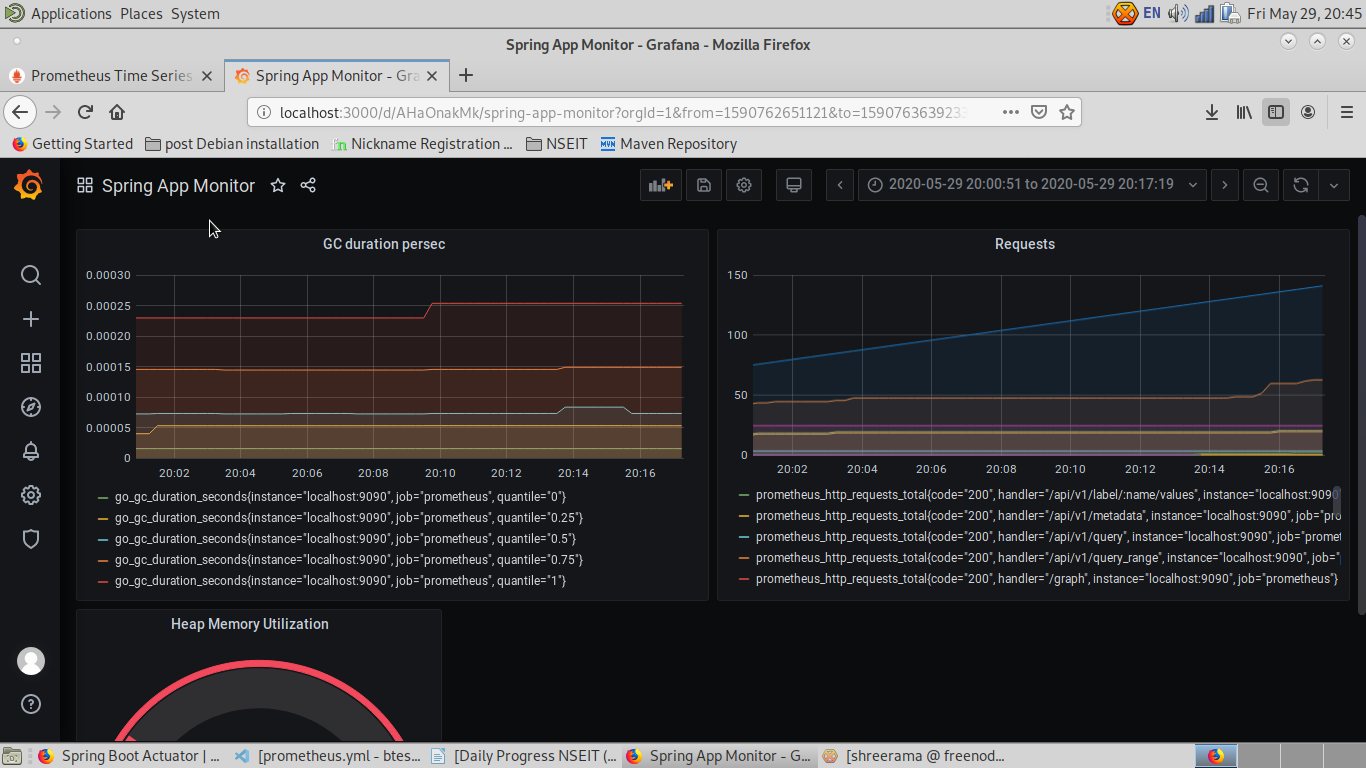 Applications Places System EN Fri May 29, 20:45
Spring App Monitor - Grafana - Mozilla Firefox
Prometheus Time Series Spring App Monitor - Gra
localhost:3000/d/AHaOnakMk/spring-app-monitor?orgId=1&from=1590762651121&to=1590763639233
Getting Started post Debian installation Nickname Registration ... NSEIT Maven Repository
Spring App Monitor 2020-05-29 20:00:51 to 2020-05-29 20:17:19
GC duration persec
0.00030
0.00025
0.00020
0.00015
0.00010
0.00005
0
20:02 20:04 20:06 20:08 20:10 20:12 20:14 20:16
go_gc_duration_seconds{instance="localhost:9090", job="prometheus", quantile="0"}
go_gc_duration_seconds{instance="localhost:9090", job="prometheus", quantile="0.25"}
go_gc_duration_seconds{instance="localhost:9090", job="prometheus", quantile="0.5"}
go_gc_duration_seconds{instance="localhost:9090", job="prometheus", quantile="0.75"}
go_gc_duration_seconds{instance="localhost:9090", job="prometheus", quantile="1"}
Requests
150
100
50
0
20:02 20:04 20:06 20:08 20:10 20:12 20:14 20:16
prometheus_http_requests_total{code="200", handler="/api/v1/label/:name/values", instance="localhost:9090
prometheus_http_requests_total{code="200", handler="/api/v1/metadata", instance="localhost:9090", job="pro
prometheus_http_requests_total{code="200", handler="/api/v1/query", instance="localhost:9090", job="promet
prometheus_http_requests_total{code="200", handler="/api/v1/query_range", instance="localhost:9090", job="
prometheus_http_requests_total{code="200", handler="/graph", instance="localhost:9090", job="prometheus"}
Heap Memory Utilization
Spring Boot Actuator | ... [prometheus.yml - btes... [Daily Progress NSEIT (... Spring App Monitor - G... [shreerama @ freenod...